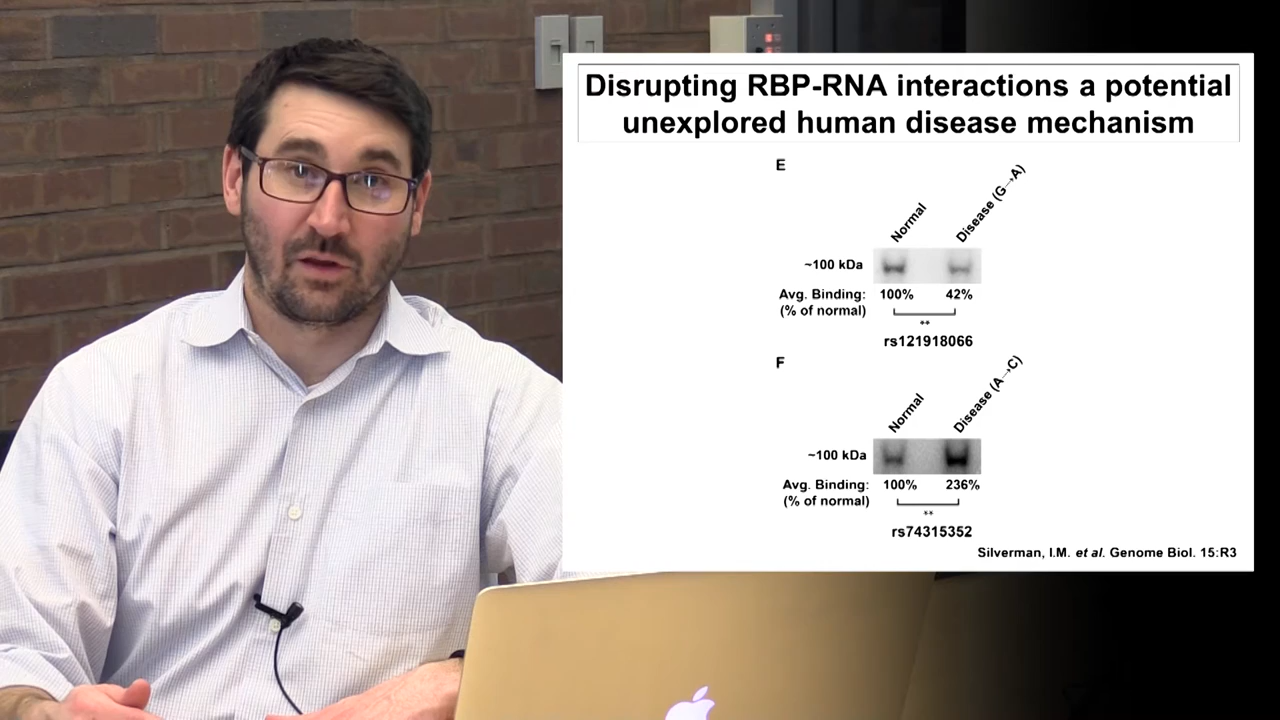 Disrupting RBP-RNA interactions a potential
unexplored human disease mechanism
E
Normal
Disease (G→A)
~100 kDa
Avg. Binding: 100% 42%
(% of normal)
**
rs121918066
F
Normal
Disease (A→C)
~100 kDa
Avg. Binding: 100% 236%
(% of normal)
**
rs74315352
Silverman, I.M. et al. Genome Biol. 15:R3